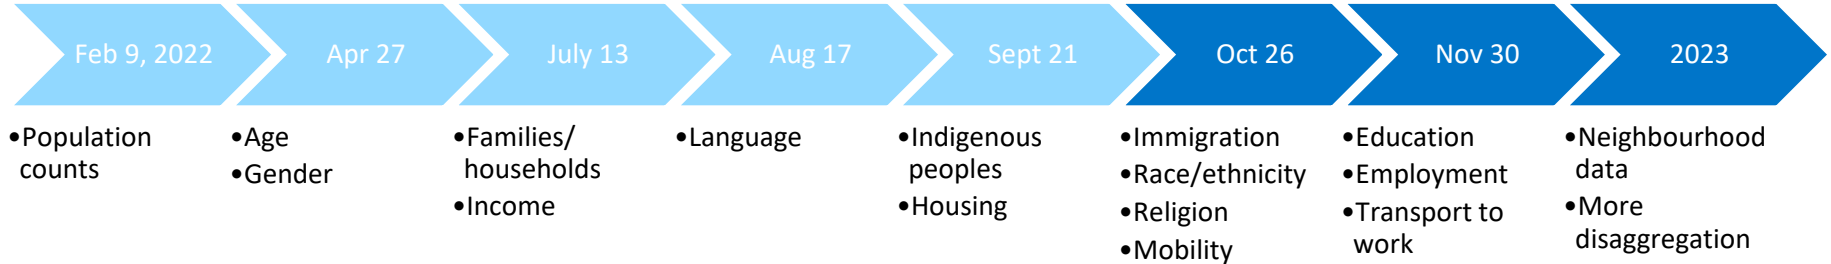 Feb 9, 2022
Apr 27
July 13
Aug 17
Sept 21
Oct 26
Nov 30
2023
•Population
counts
•Age
•Gender
•Families/
households
•Income
•Language
•Indigenous
peoples
•Housing
•Immigration
•Race/ethnicity
•Religion
•Mobility
•Education
•Employment
•Transport to
work
•Neighbourhood
data
•More
disaggregation